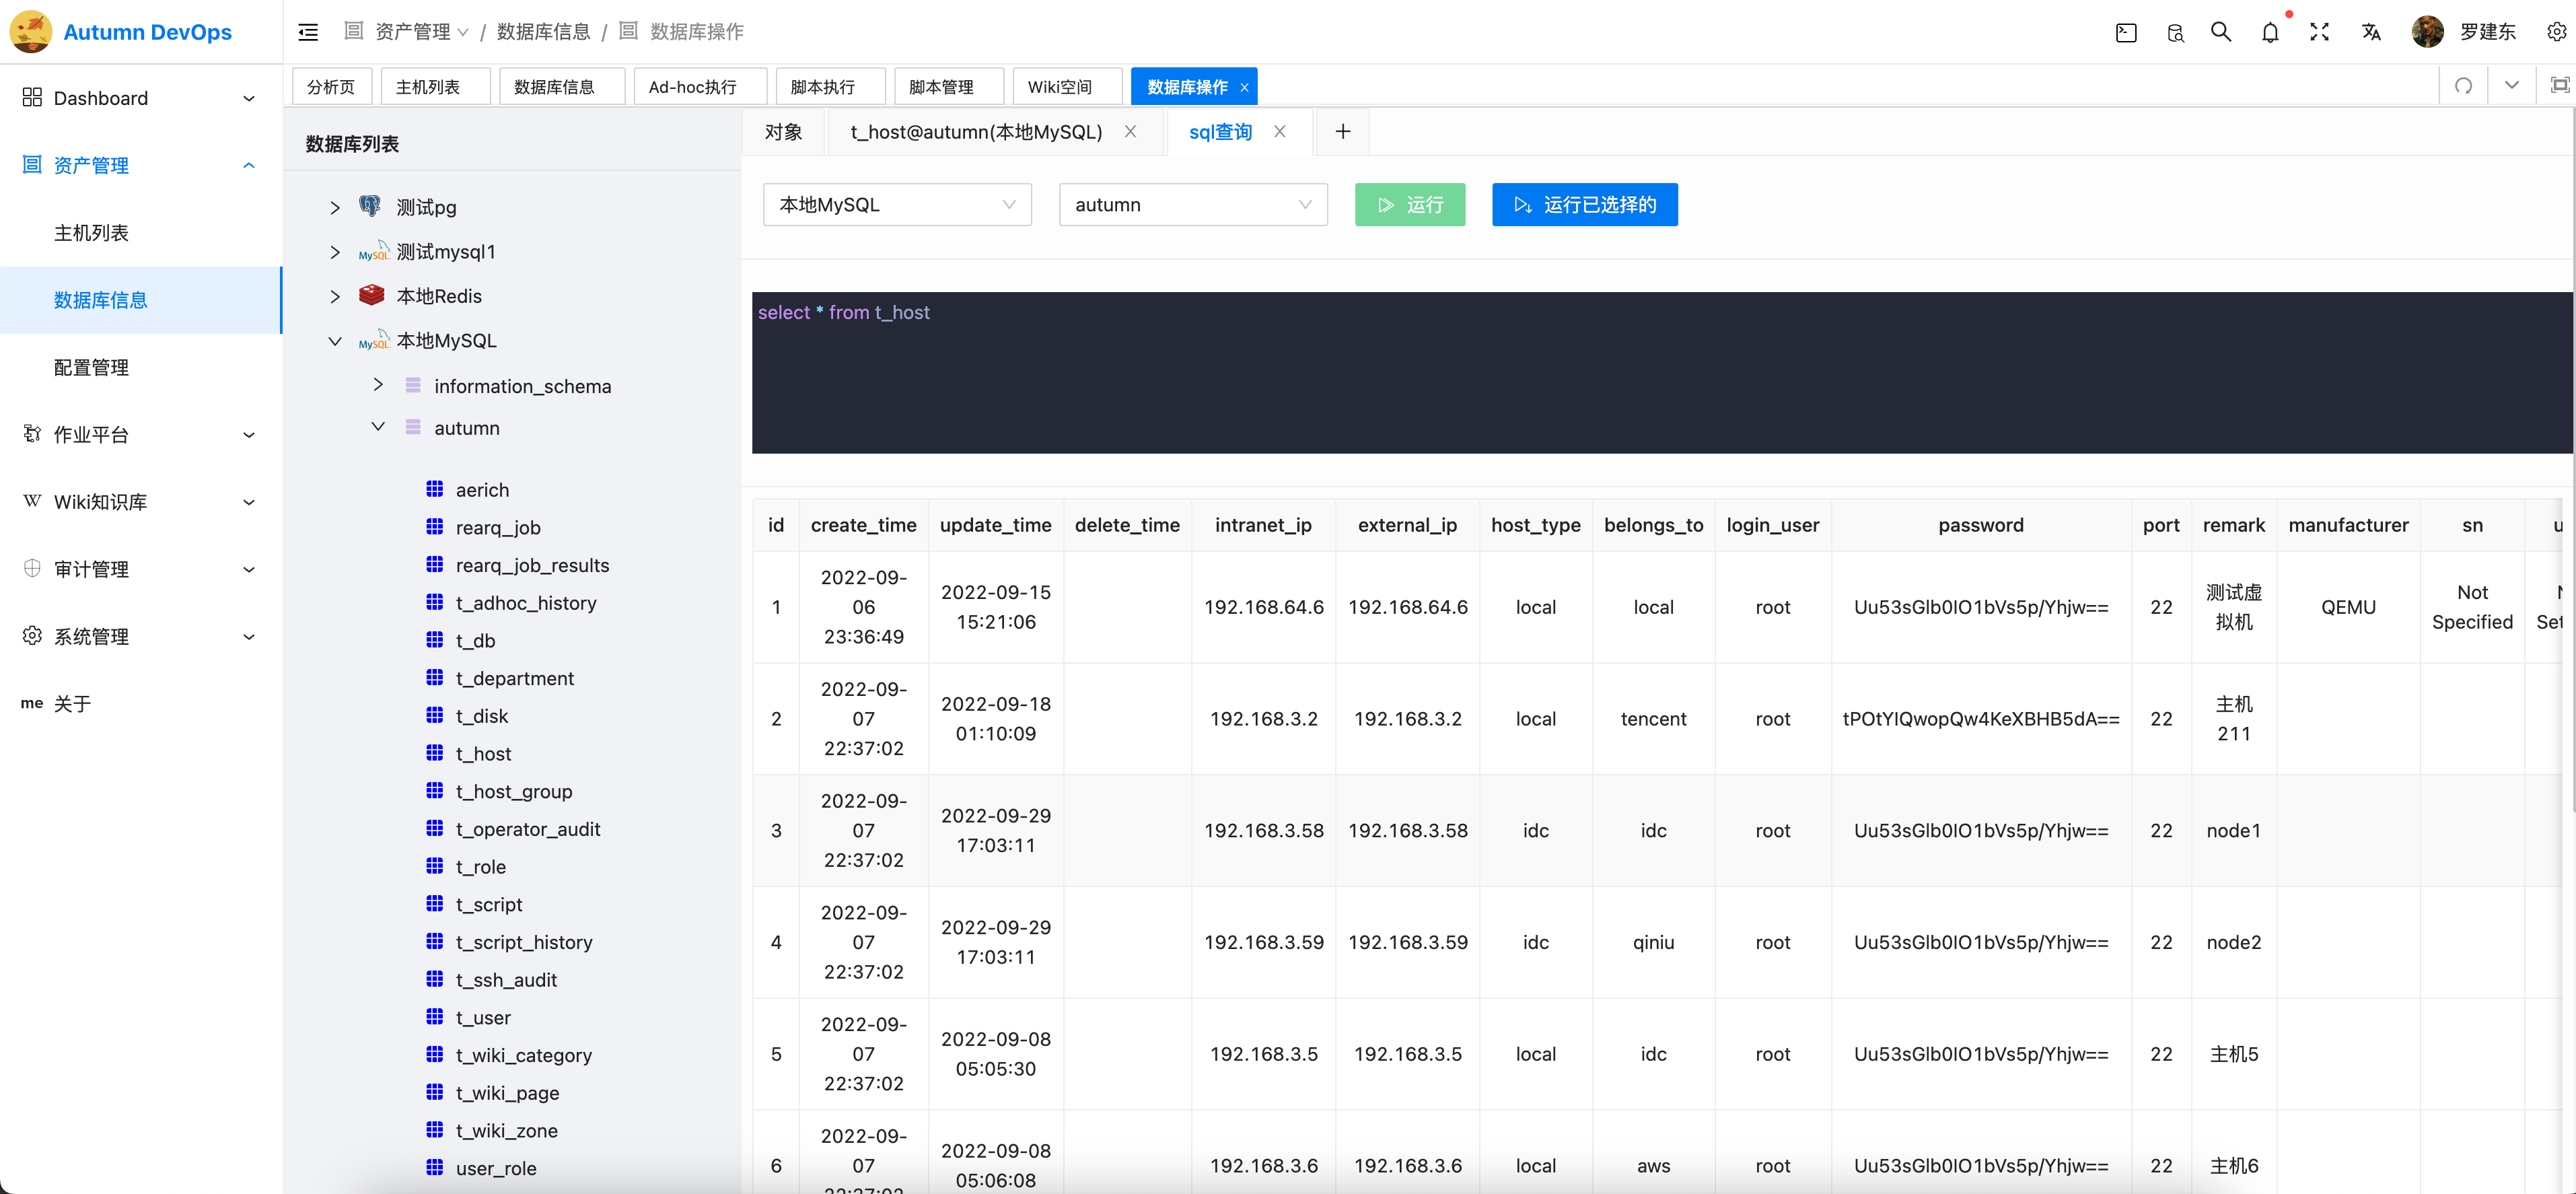 Autumn DevOps
资产管理 / 数据库信息 / 数据库操作
罗建东
分析页 主机列表 数据库信息 Ad-hoc执行 脚本执行 脚本管理 Wiki空间 数据库操作
Dashboard
资产管理
主机列表
数据库信息
配置管理
作业平台
Wiki知识库
审计管理
系统管理
me 关于
数据库列表
测试pg
测试mysql1
本地Redis
本地MySQL
information_schema
autumn
aerich
rearq_job
rearq_job_results
t_adhoc_history
t_db
t_department
t_disk
t_host
t_host_group
t_operator_audit
t_role
t_script
t_script_history
t_ssh_audit
t_user
t_wiki_category
t_wiki_page
t_wiki_zone
user_role
对象 t_host@autumn(本地MySQL) sql查询
本地MySQL autumn 运行 运行已选择的
select * from t_host
id create_time update_time delete_time intranet_ip external_ip host_type belongs_to login_user password port remark manufacturer sn
1 2022-09-06 23:36:49 2022-09-15 15:21:06 192.168.64.6 192.168.64.6 local local root Uu53sGlb0IO1bVs5p/Yhjw== 22 测试虚拟机 QEMU Not Specified
2 2022-09-07 22:37:02 2022-09-18 01:10:09 192.168.3.2 192.168.3.2 local tencent root tPOtYlQwopQw4KeXBHB5dA== 22 主机211
3 2022-09-07 22:37:02 2022-09-29 17:03:11 192.168.3.58 192.168.3.58 idc idc root Uu53sGlb0IO1bVs5p/Yhjw== 22 node1
4 2022-09-07 22:37:02 2022-09-29 17:03:11 192.168.3.59 192.168.3.59 idc qiniu root Uu53sGlb0IO1bVs5p/Yhjw== 22 node2
5 2022-09-07 22:37:02 2022-09-08 05:05:30 192.168.3.5 192.168.3.5 local idc root Uu53sGlb0IO1bVs5p/Yhjw== 22 主机5
6 2022-09-07 22:37:02 2022-09-08 05:06:08 192.168.3.6 192.168.3.6 local aws root Uu53sGlb0IO1bVs5p/Yhjw== 22 主机6